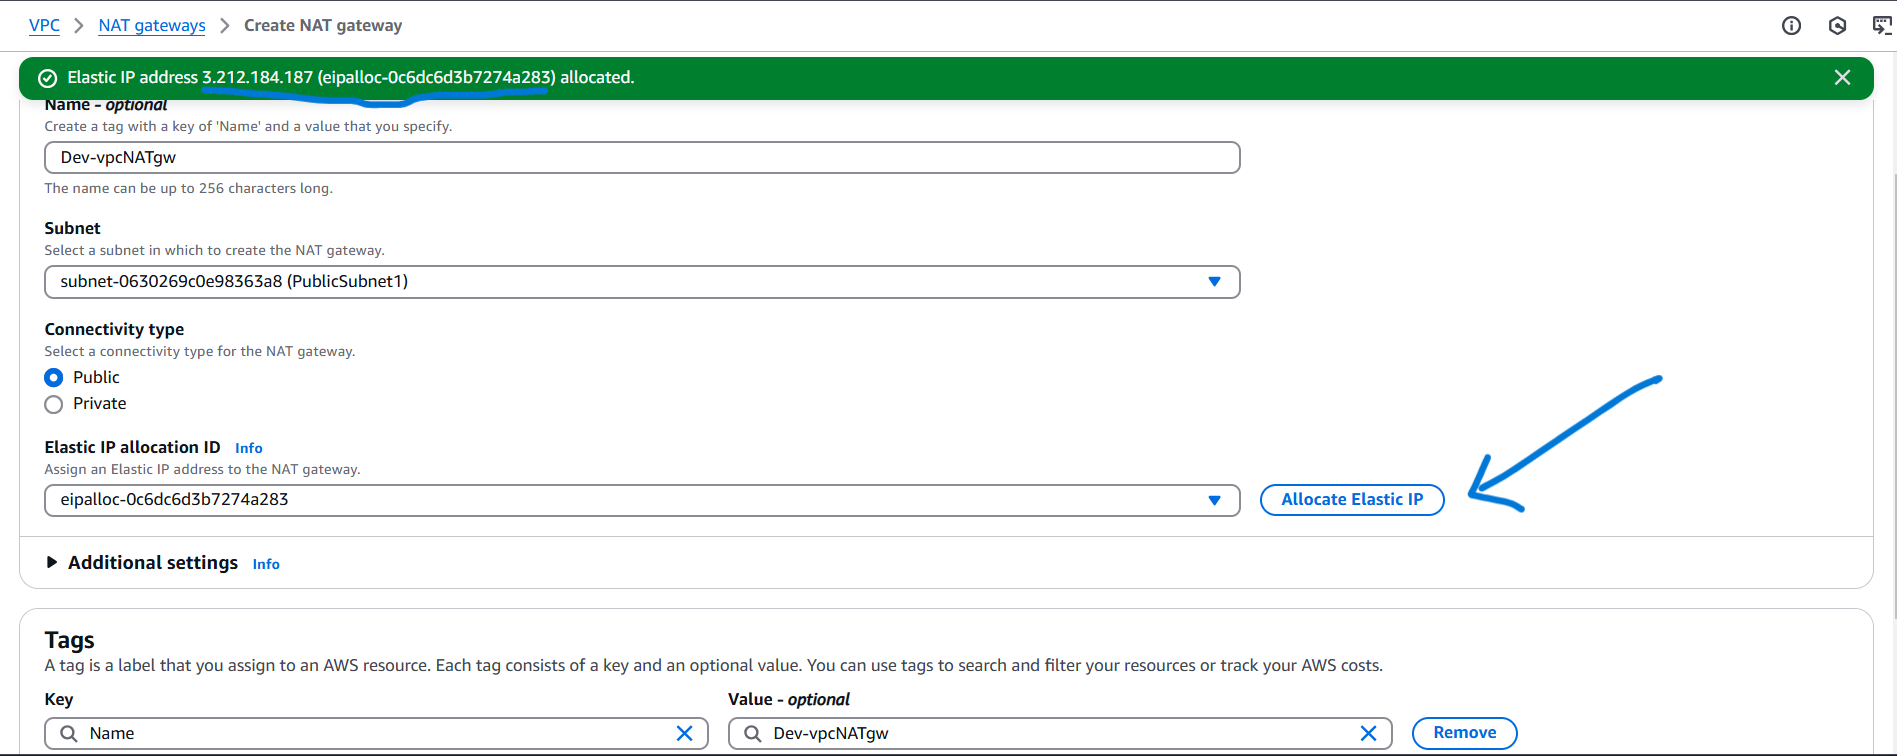 VPC > NAT gateways > Create NAT gateway
Elastic IP address 3.212.184.187 (eipalloc-0c6dc6d3b7274a283) allocated.
Name - optional
Create a tag with a key of 'Name' and a value that you specify.
Dev-vpcNATgw
The name can be up to 256 characters long.
Subnet
Select a subnet in which to create the NAT gateway.
subnet-0630269c0e98363a8 (PublicSubnet1)
Connectivity type
Select a connectivity type for the NAT gateway.
Public
Private
Elastic IP allocation ID Info
Assign an Elastic IP address to the NAT gateway.
eipalloc-0c6dc6d3b7274a283 Allocate Elastic IP
Additional settings Info
Tags
A tag is a label that you assign to an AWS resource. Each tag consists of a key and an optional value. You can use tags to search and filter your resources or track your AWS costs.
Key Value - optional
Name Dev-vpcNATgw Remove